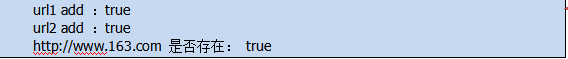 url1 add ：true
url2 add ：true
http://www.163.com 是否存在： true